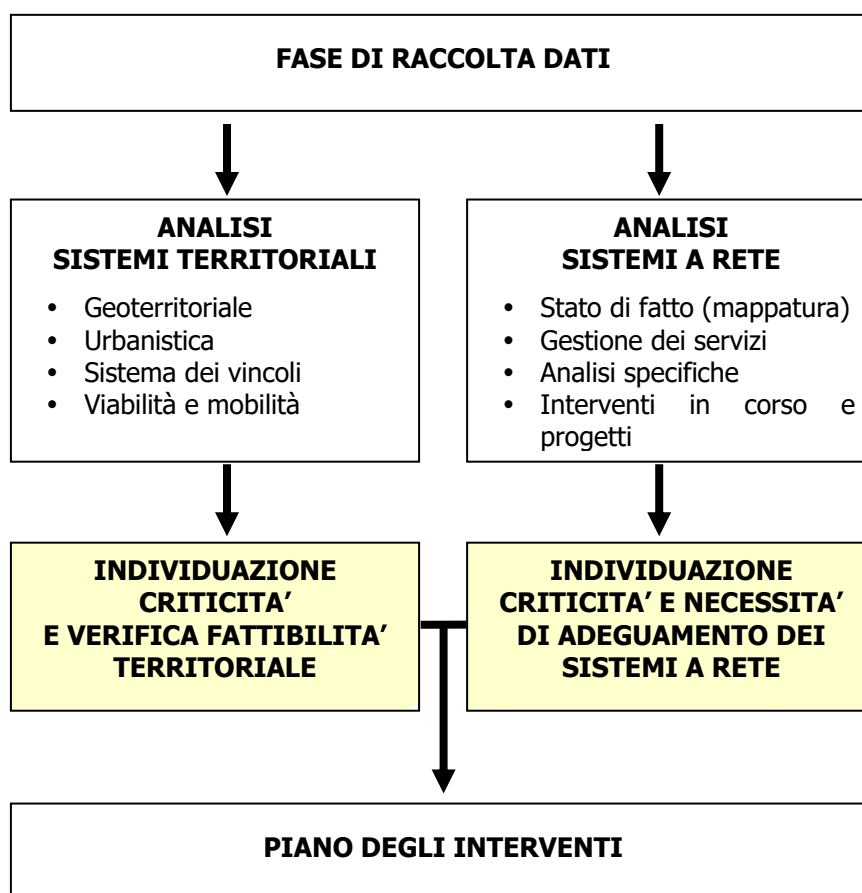 FASE DI RACCOLTA DATI
ANALISI
SISTEMI TERRITORIALI
• Geoterritoriale
• Urbanistica
• Sistema dei vincoli
• Viabilità e mobilità
ANALISI
SISTEMI A RETE
• Stato di fatto (mappatura)
• Gestione dei servizi
• Analisi specifiche
• Interventi in corso e
progetti
INDIVIDUAZIONE
CRITICITA’
E VERIFICA FATTIBILITA’
TERRITORIALE
INDIVIDUAZIONE
CRITICITA’ E NECESSITA’
DI ADEGUAMENTO DEI
SISTEMI A RETE
PIANO DEGLI INTERVENTI